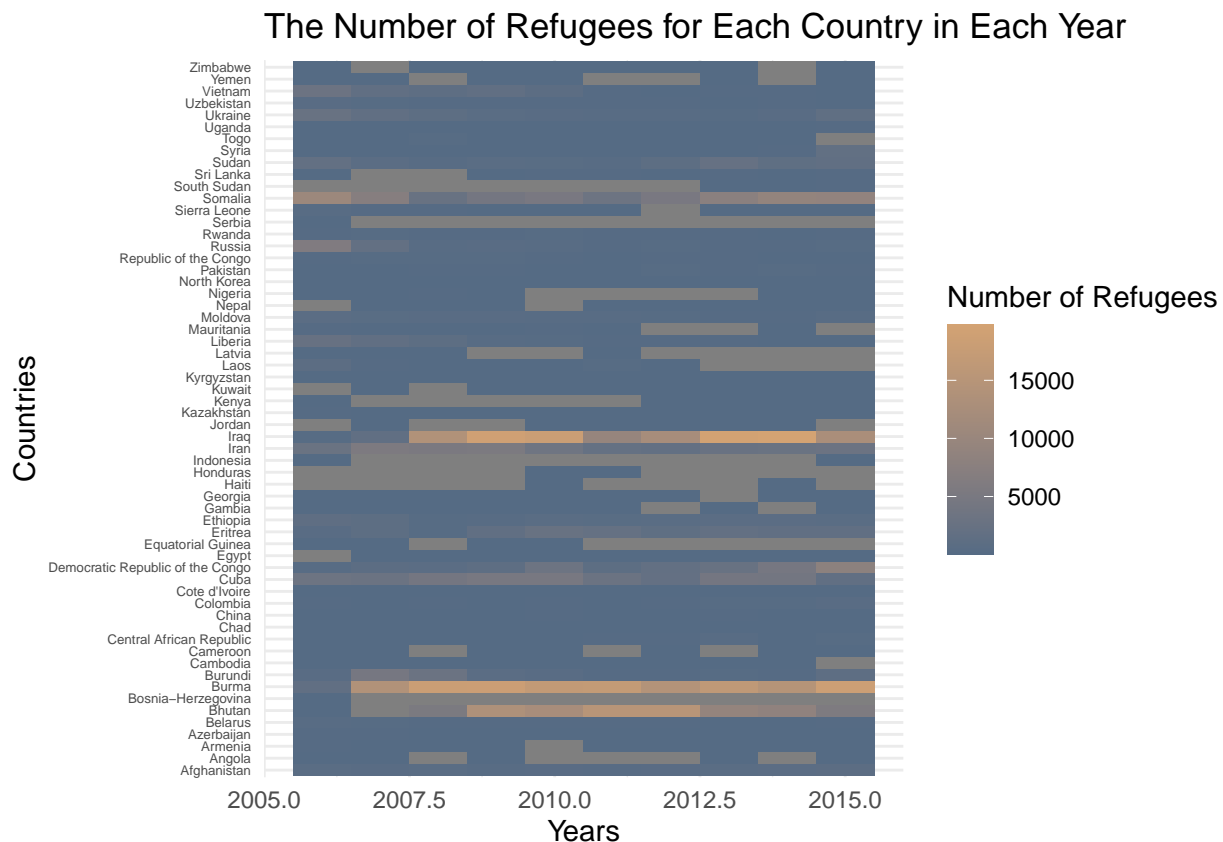 The Number of Refugees for Each Country in Each Year
Zimbabwe
Yemen
Vietnam
Uzbekistan
Ukraine
Uganda
Togo
Syria
Sudan
Sri Lanka
South Sudan
Somalia
Sierra Leone
Serbia
Rwanda
Russia
Republic of the Congo
Pakistan
North Korea
Nigeria
Nepal
Moldova
Mauritania
Liberia
Latvia
Laos
Kyrgyzstan
Kuwait
Kenya
Kazakhstan
Jordan
Iraq
Iran
Indonesia
Honduras
Haiti
Georgia
Gambia
Ethiopia
Eritrea
Equatorial Guinea
Egypt
Democratic Republic of the Congo
Cuba
Cote d'Ivoire
Colombia
China
Chad
Central African Republic
Cameroon
Cambodia
Burundi
Burma
Bosnia−Herzegovina
Bhutan
Belarus
Azerbaijan
Armenia
Angola
Afghanistan
Countries
2005.0 2007.5 2010.0 2012.5 2015.0
Years
Number of Refugees
15000
10000
5000